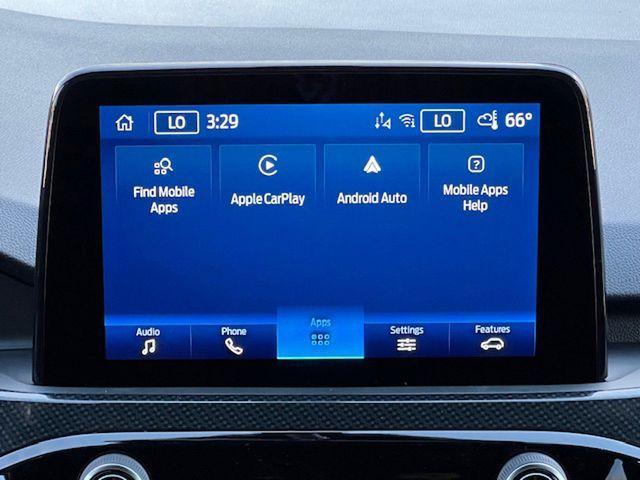 LO 3:29 LO 66°
Find Mobile
Apps
Apple CarPlay
Android Auto
Mobile Apps
Help
Audio
Phone
Apps
Settings
Features